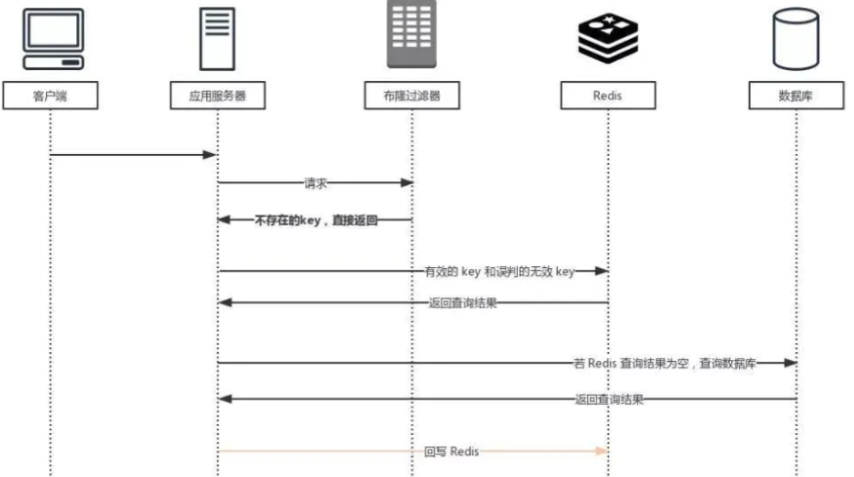 客户端
应用服务器
布隆过滤器
Redis
数据库
请求
不存在的key，直接返回
有效的 key 和误判的无效 key
返回查询结果
若 Redis 查询结果为空，查询数据库
返回查询结果
回写 Redis